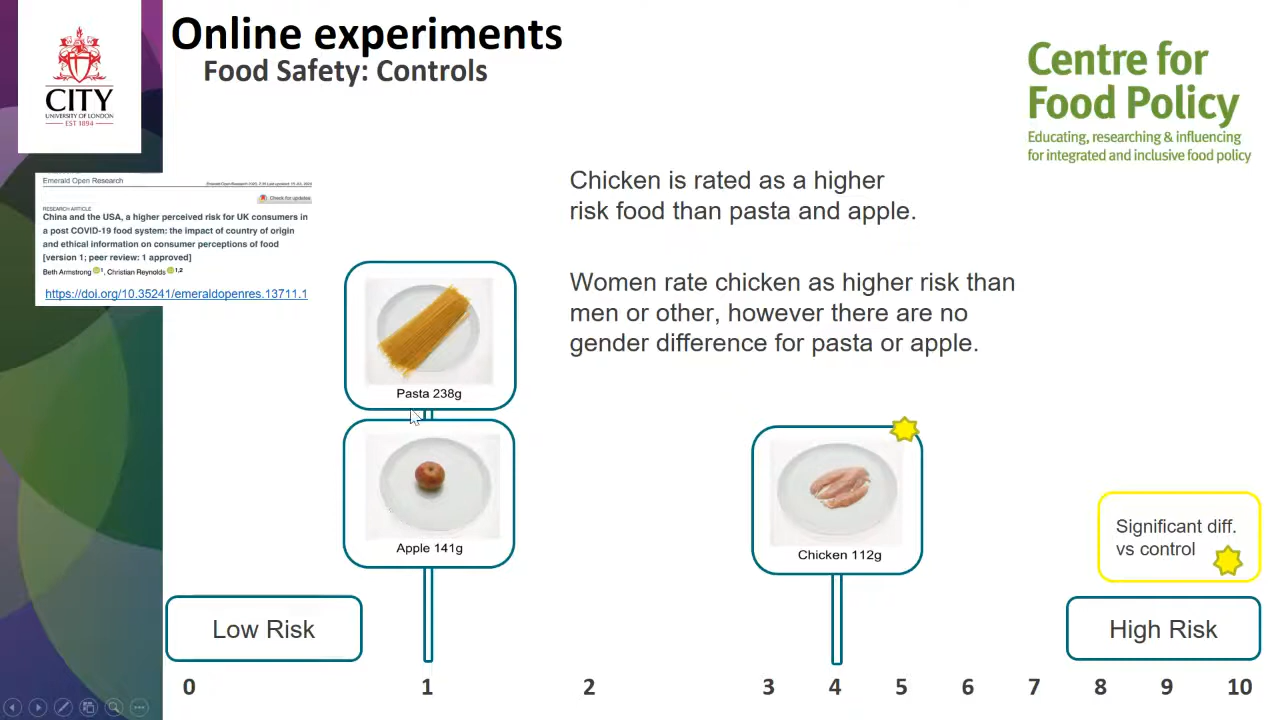 Online experiments
Food Safety: Controls
CITY
UNIVERSITY OF LONDON
EST 1894
Centre for
Food Policy
Educating, researching & influencing
for integrated and inclusive food policy
Emerald Open Research
Check for updates
RESEARCH ARTICLE
China and the USA, a higher perceived risk for UK consumers in
a post COVID-19 food system: the impact of country of origin
and ethical information on consumer perceptions of food
[version 1; peer review: 1 approved]
Beth Armstrong 1, Christian Reynolds 1,2
https://doi.org/10.35241/emeraldopenres.13711.1
Chicken is rated as a higher
risk food than pasta and apple.
Women rate chicken as higher risk than
men or other, however there are no
gender difference for pasta or apple.
Pasta 238g
Apple 141g
Chicken 112g
Significant diff.
vs control
Low Risk
High Risk
0 1 2 3 4 5 6 7 8 9 10